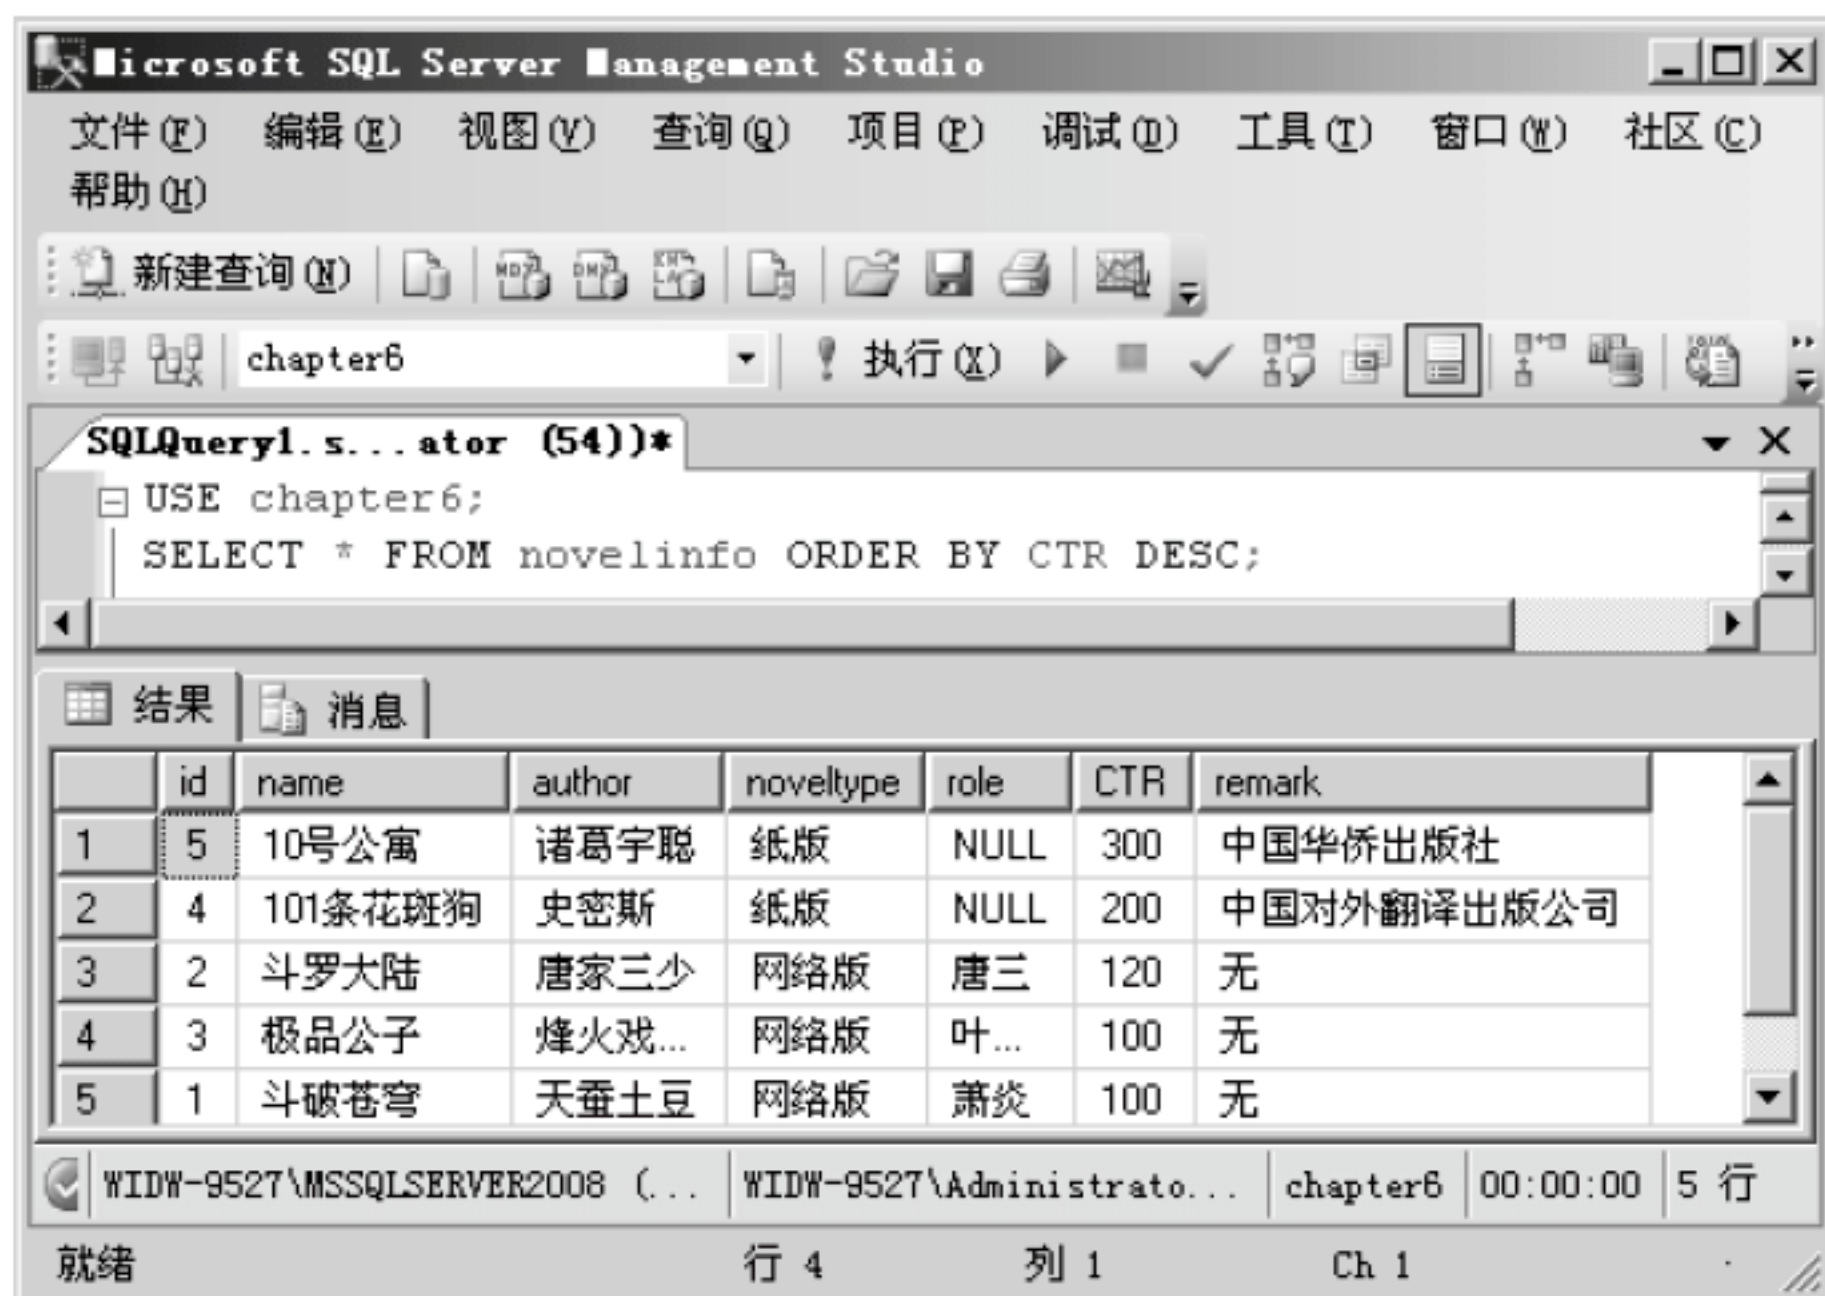 Microsoft SQL Server Management Studio
文件(F) 编辑(E) 视图(V) 查询(Q) 项目(P) 调试(D) 工具(T) 窗口(W) 社区(C)
帮助(H)
新建查询(N)
chapter6 执行(X)
SQLQuery1.s...ator (54))*
USE chapter6;
SELECT * FROM novelinfo ORDER BY CTR DESC;
结果 消息
id name author noveltype role CTR remark
1 5 10号公寓 诸葛宇聪 纸版 NULL 300 中国华侨出版社
2 4 101条花斑狗 史密斯 纸版 NULL 200 中国对外翻译出版公司
3 2 斗罗大陆 唐家三少 网络版 唐三 120 无
4 3 极品公子 烽火戏... 网络版 叶... 100 无
5 1 斗破苍穹 天蚕土豆 网络版 萧炎 100 无
WIDW-9527\MSSQLSERVER2008 (... WIDW-9527\Administrato... chapter6 00:00:00 5 行
就绪 行 4 列 1 Ch 1